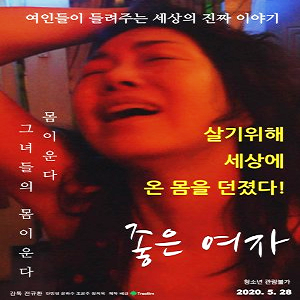 여인들이 들려주는 세상의 진짜 이야기
몸이운다
그녀들의 몸이운다
살기위해
세상에
온 몸을 던졌다!
좋은 여자
청소년 관람불가
감독 전규환
2020. 5. 28